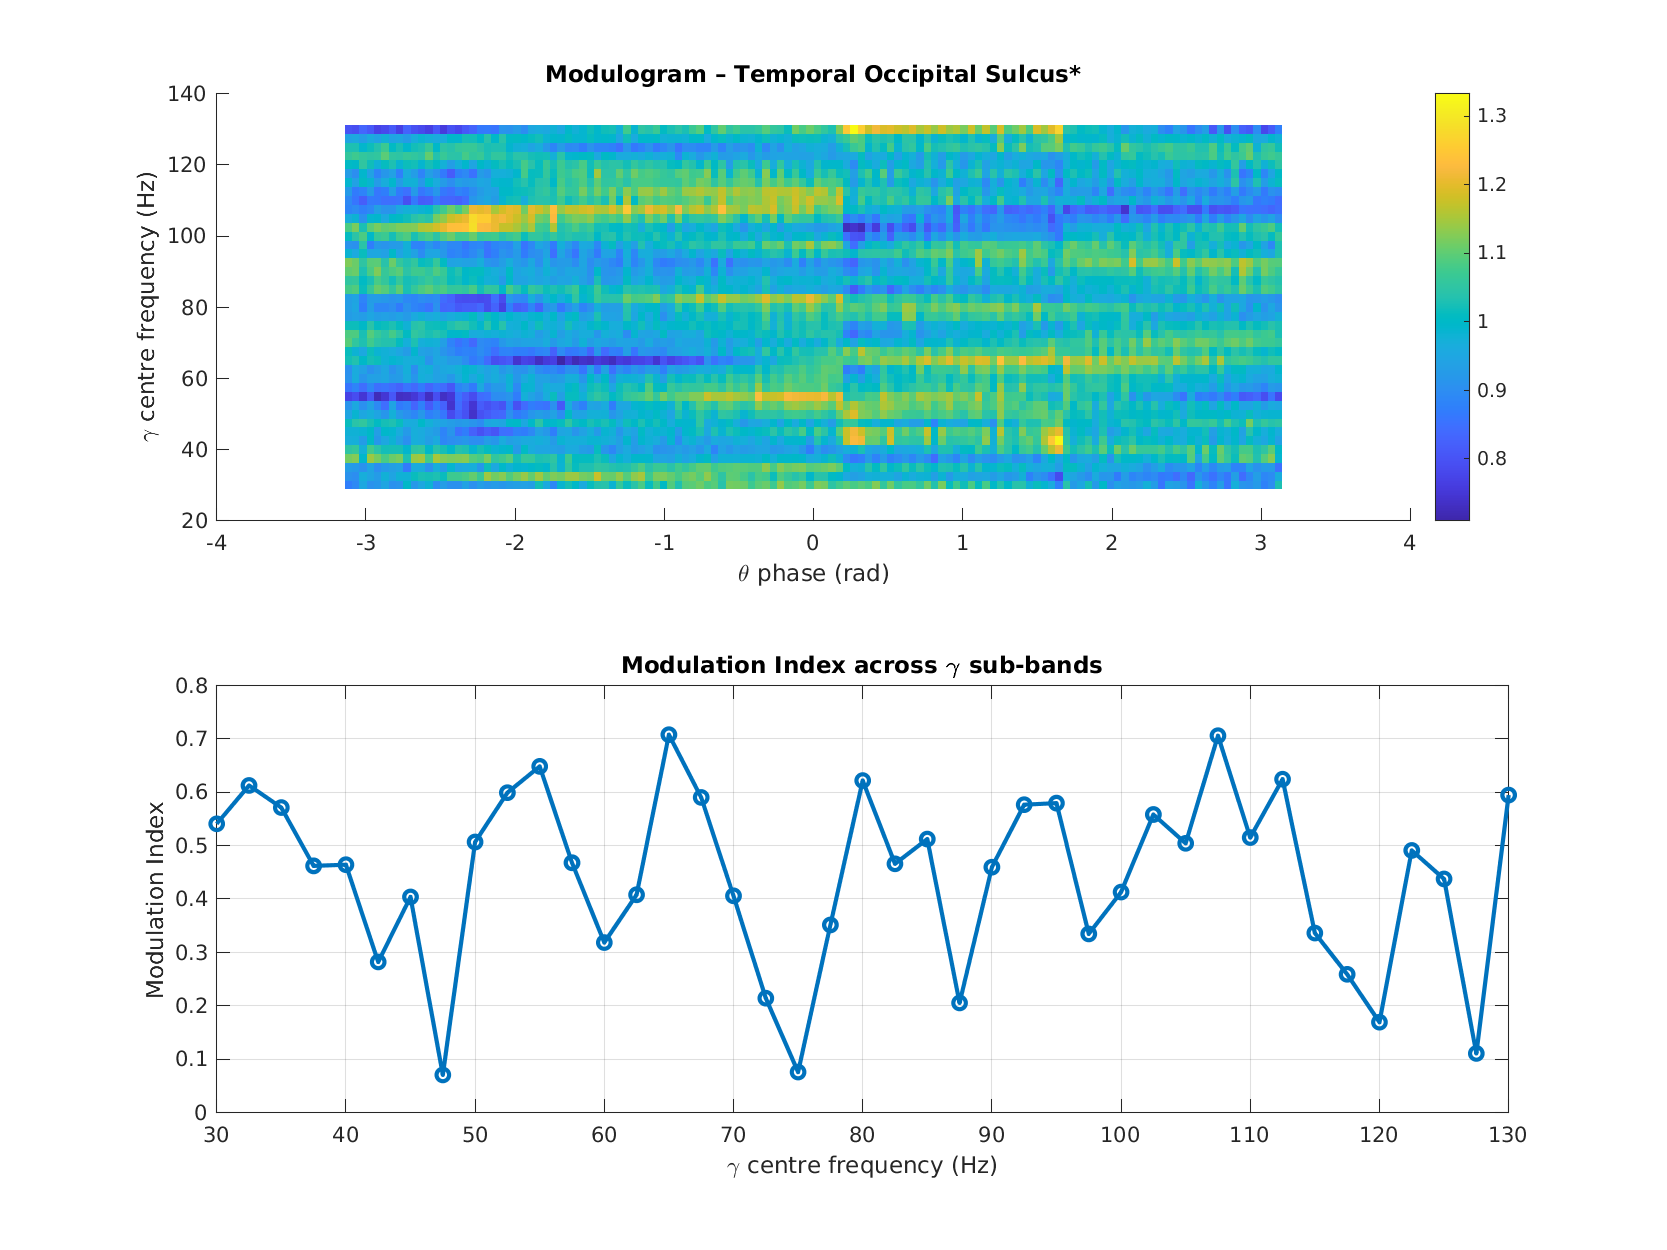 Modulogram – Temporal Occipital Sulcus*
140
120
100
80
60
40
20
γ centre frequency (Hz)
-4 -3 -2 -1 0 1 2 3 4
θ phase (rad)
1.3
1.2
1.1
1
0.9
0.8
Modulation Index across γ sub-bands
0.8
0.7
0.6
0.5
0.4
0.3
0.2
0.1
0
Modulation Index
30 40 50 60 70 80 90 100 110 120 130
γ centre frequency (Hz)